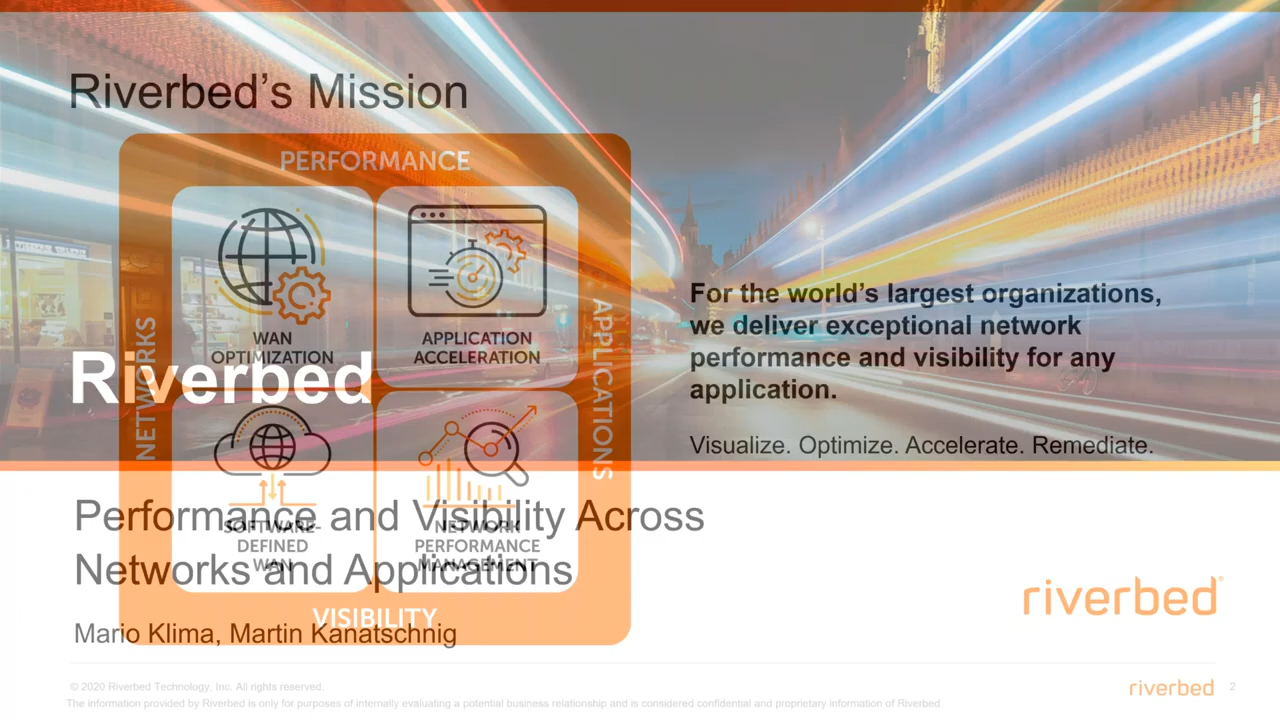 Riverbed’s Mission
PERFORMANCE
WAN
OPTIMIZATION
APPLICATION
ACCELERATION
NETWORKS
APPLICATIONS
For the world’s largest organizations,
we deliver exceptional network
performance and visibility for any
application.
Visualize. Optimize. Accelerate. Remediate.
Riverbed
SOFTWARE-
DEFINED
WAN
NETWORK
PERFORMANCE
MANAGEMENT
VISIBILITY
Performance and Visibility Across
Networks and Applications
Mario Klima, Martin Kanatschnig
riverbed®
© 2020 Riverbed Technology, Inc. All rights reserved.
The information provided by Riverbed is only for purposes of internally evaluating a potential business relationship and is considered confidential and proprietary information of Riverbed.
riverbed
2